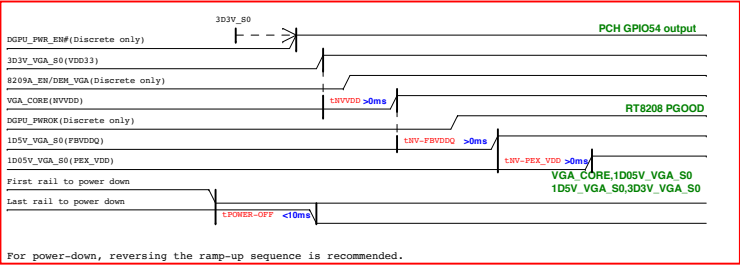 3D3V_S0
PCH GPIO54 output
DGPU_PWR_EN#(Discrete only)
3D3V_VGA_S0(VDD33)
8209A_EN/DEM_VGA(Discrete only)
VGA_CORE(NVVDD)
tNVVDD >0ms
RT8208 PGOOD
DGPU_PWROK(Discrete only)
1D5V_VGA_S0(FBVDDQ)
tNV-FBVDDQ >0ms
1D05V_VGA_S0(PEX_VDD)
tNV-PEX_VDD >0ms
VGA_CORE,1D05V_VGA_S0
1D5V_VGA_S0,3D3V_VGA_S0
First rail to power down
Last rail to power down
tPOWER-OFF <10ms
For power-down, reversing the ramp-up sequence is recommended.